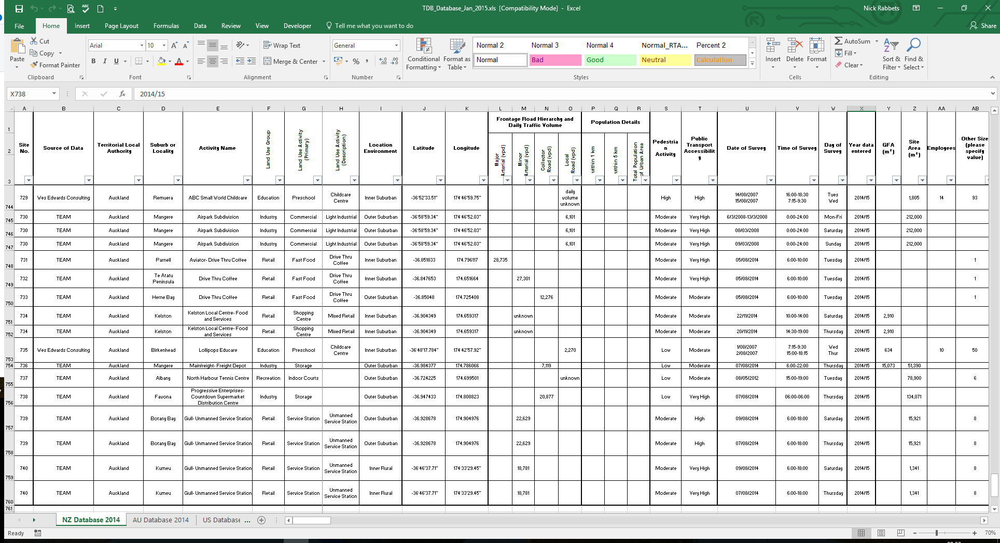 TDB_Database_Jan_2015.xls [Compatibility Mode] - Excel
Nick Rabbets
File Home Insert Page Layout Formulas Data Review View Developer Tell me what you want to do
Share
Paste
Cut
Copy
Format Painter
Clipboard
Arial 10
B I U
Font
Wrap Text
Merge & Center
Alignment
General
Number
Conditional Formatting
Format as Table
Normal 2 Normal 3 Normal 4 Normal_RTA... Percent 2
Normal Bad Good Neutral Calculation
Styles
Insert Delete Format
Cells
AutoSum
Fill
Clear
Sort & Filter
Find & Select
Editing
X738 fx 2014/15
A B C D E F G H I J K L M N O P Q R S T U V W X Y Z AA AB
Frontage Road Hierarchy and Daily Traffic Volume
Population Details
Site No. Source of Data Territorial Local Authority Suburb or Locality Activity Name Land Use Group Land Use Activity (Primary) Land Use Activity (Description) Location Environment Latitude Longitude Major Arterial (vpd) Minor Arterial (vpd) Collector Road (vpd) Local Road (vpd) within 1 km within 5 km Total Population of Urban Area Pedestrian Activity Public Transport Accessibility Date of Survey Time of Survey Day of Survey Year data entered GFA (m²) Site Area (m²) Employees Other Size (please specify value)
1
2
3
744 729 Wes Edwards Consulting Auckland Remuera ABC Small World Childcare Education Preschool Childcare Centre Inner Suburban -36°52'33.51" 174°46'59.75" daily volume unknown High High 14/08/2007 15/08/2007 16:00-18:30 7:15-9:30 Tues Wed 2014/15 1,805 14 93
745 730 TEAM Auckland Mangere Airpark Subdivision Industry Commercial Light Industrial Outer Suburban -36°58'59.34" 174°46'52.03" 6,101 Moderate Very High 6/3/2008-13/3/2008 0:00-24:00 Mon-Fri 2014/15 212,000
746 730 TEAM Auckland Mangere Airpark Subdivision Industry Commercial Light Industrial Outer Suburban -36°58'59.34" 174°46'52.03" 6,101 Moderate Very High 08/03/2008 0:00-24:00 Saturday 2014/15 212,000
747 730 TEAM Auckland Mangere Airpark Subdivision Industry Commercial Light Industrial Outer Suburban -36°58'59.34" 174°46'52.03" 6,101 Moderate Very High 09/03/2008 0:00-24:00 Sunday 2014/15 212,000
748 731 TEAM Auckland Parnell Aviator- Drive Thru Coffee Retail Fast Food Drive Thru Coffee Inner Suburban -36.851833 174.796117 28,735 Moderate Very High 05/08/2014 6:00-10:00 Tuesday 2014/15 1
749 732 TEAM Auckland Te Atatu Peninsula Drive Thru Coffee Retail Fast Food Drive Thru Coffee Inner Suburban -36.847653 174.651664 27,301 Moderate Very High 05/08/2014 6:00-10:00 Tuesday 2014/15 1
750 733 TEAM Auckland Herne Bay Drive Thru Coffee Retail Fast Food Drive Thru Coffee Outer Suburban -36.85048 174.725408 12,276 Moderate Moderate 05/08/2014 6:00-10:00 Tuesday 2014/15 1
751 734 TEAM Auckland Kelston Kelston Local Centre- Food and Services Retail Shopping Centre Mixed Retail Inner Suburban -36.904349 174.659317 unknown Moderate Moderate 22/11/2014 10:00-14:00 Saturday 2014/15 2,910
752 734 TEAM Auckland Kelston Kelston Local Centre- Food and Services Retail Shopping Centre Mixed Retail Inner Suburban -36.904349 174.659317 unknown Moderate Moderate 20/11/2014 14:30-19:00 Thursday 2014/15 2,910
753 735 Wes Edwards Consulting Auckland Birkenhead Lollipops Educare Education Preschool Childcare Centre Inner Suburban -36°48'17.784" 174°42'57.92" 2,270 Low Moderate 1/08/2007 2/08/2007 7:15-9:30 15:00-18:15 Wed Thur 2014/15 634 10 50
754 736 TEAM Auckland Mangere Mainfreight- Freight Depot Industry Storage Outer Suburban -36.984377 174.786066 7,119 Low Moderate 07/08/2014 6:00-22:00 Thursday 2014/15 15,073 51,390
755 737 TEAM Auckland Albany North Harbour Tennis Centre Recreation Indoor Courts Outer Suburban -36.724225 174.699501 unknown Low Moderate 08/05/2012 15:00-19:00 Tuesday 2014/15 78,900 6
756 738 TEAM Auckland Favona Progressive Enterprises- Countdown Supermarket Distribution Centre Industry Storage Outer Suburban -36.947433 174.808823 20,877 Low Very High 07/08/2014 06:00-06:00 Thursday 2014/15 134,071
757 739 TEAM Auckland Botany Bay Gull- Unmanned Service Station Retail Service Station Unmanned Service Station Outer Suburban -36.928678 174.904976 22,629 Moderate High 09/08/2014 6:00-18:00 Saturday 2014/15 15,921 8
758 739 TEAM Auckland Botany Bay Gull- Unmanned Service Station Retail Service Station Unmanned Service Station Outer Suburban -36.928678 174.904976 22,629 Moderate High 07/08/2014 6:00-18:00 Thursday 2014/15 15,921 8
759 740 TEAM Auckland Kumeu Gull- Unmanned Service Station Retail Service Station Unmanned Service Station Inner Rural -36°46'37.71" 174°33'29.45" 18,781 Moderate Very High 09/08/2014 6:00-18:00 Saturday 2014/15 1,341 8
760 740 TEAM Auckland Kumeu Gull- Unmanned Service Station Retail Service Station Unmanned Service Station Inner Rural -36°46'37.71" 174°33'29.45" 18,781 Moderate Very High 07/08/2014 6:00-18:00 Thursday 2014/15 1,341 8
761
NZ Database 2014 AU Database 2014 US Database ...
Ready
70%